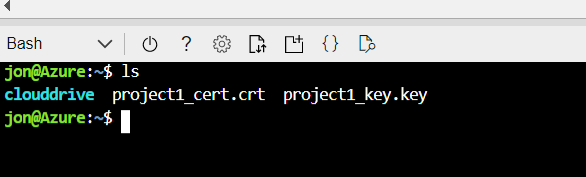 Bash ? {}
jon@Azure:~$ ls
clouddrive project1_cert.crt project1_key.key
jon@Azure:~$